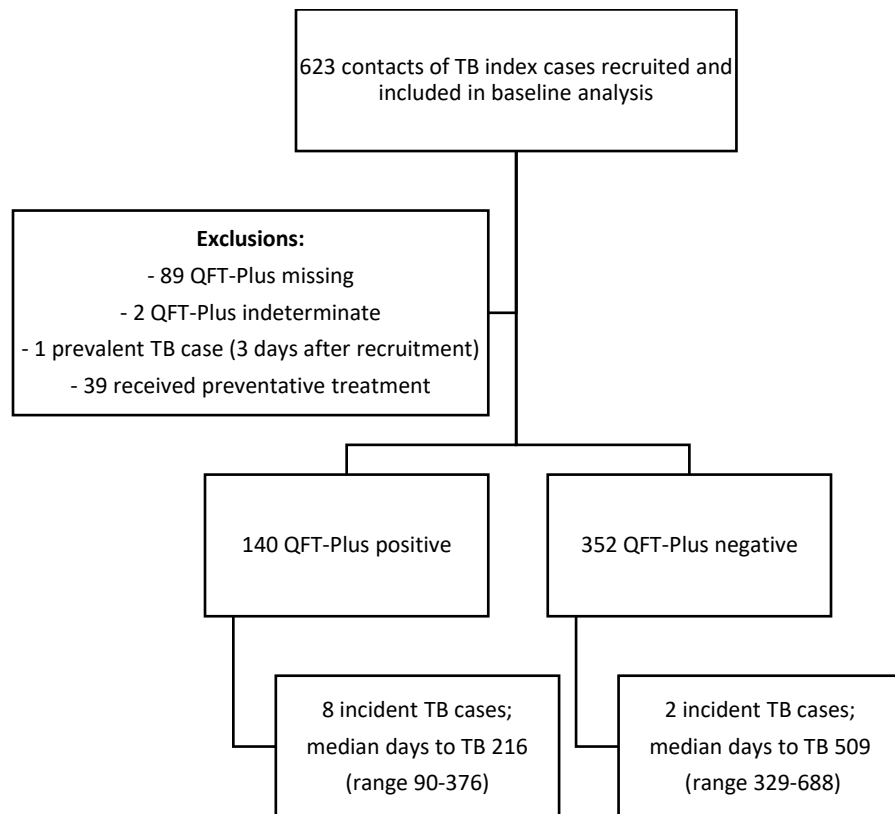 623 contacts of TB index cases recruited and
included in baseline analysis
Exclusions:
- 89 QFT-Plus missing
- 2 QFT-Plus indeterminate
- 1 prevalent TB case (3 days after recruitment)
- 39 received preventative treatment
140 QFT-Plus positive
352 QFT-Plus negative
8 incident TB cases;
median days to TB 216
(range 90-376)
2 incident TB cases;
median days to TB 509
(range 329-688)